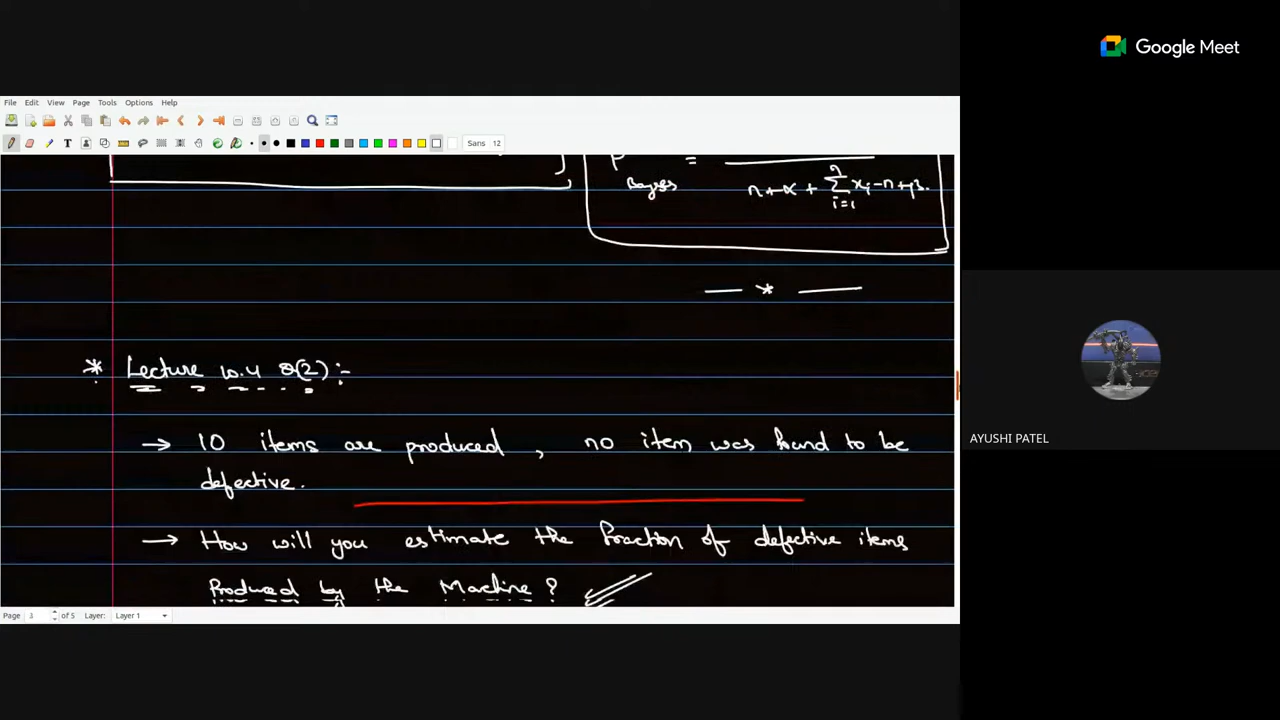 Google Meet
File Edit View Page Tools Options Help
T Sans 12
P Bayes = n + α + n Σ i=1 xi - n + β.
— * —
* Lecture 10.4 Q(2) :-
→ 10 items are produced, no item was found to be
defective.
→ How will you estimate the fraction of defective items
Produced by the Machine?
AYUSHI PATEL
Page 3 of 5 Layer: Layer 1